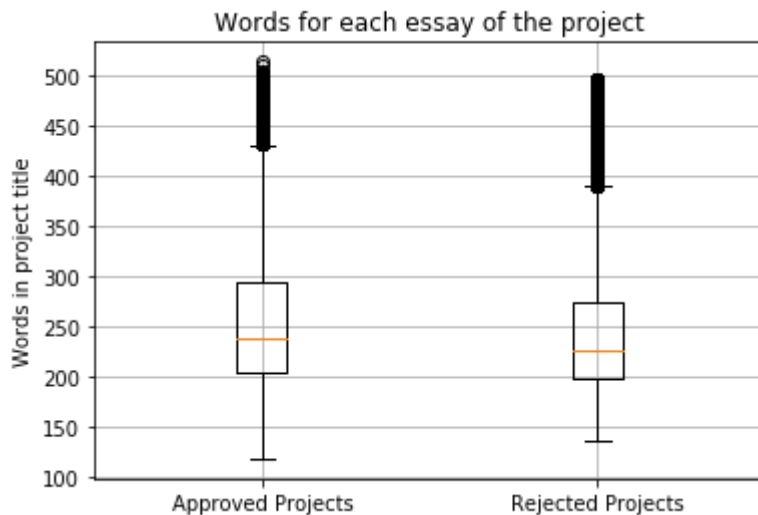 Words for each essay of the project
Words in project title
500
450
400
350
300
250
200
150
100
Approved Projects
Rejected Projects